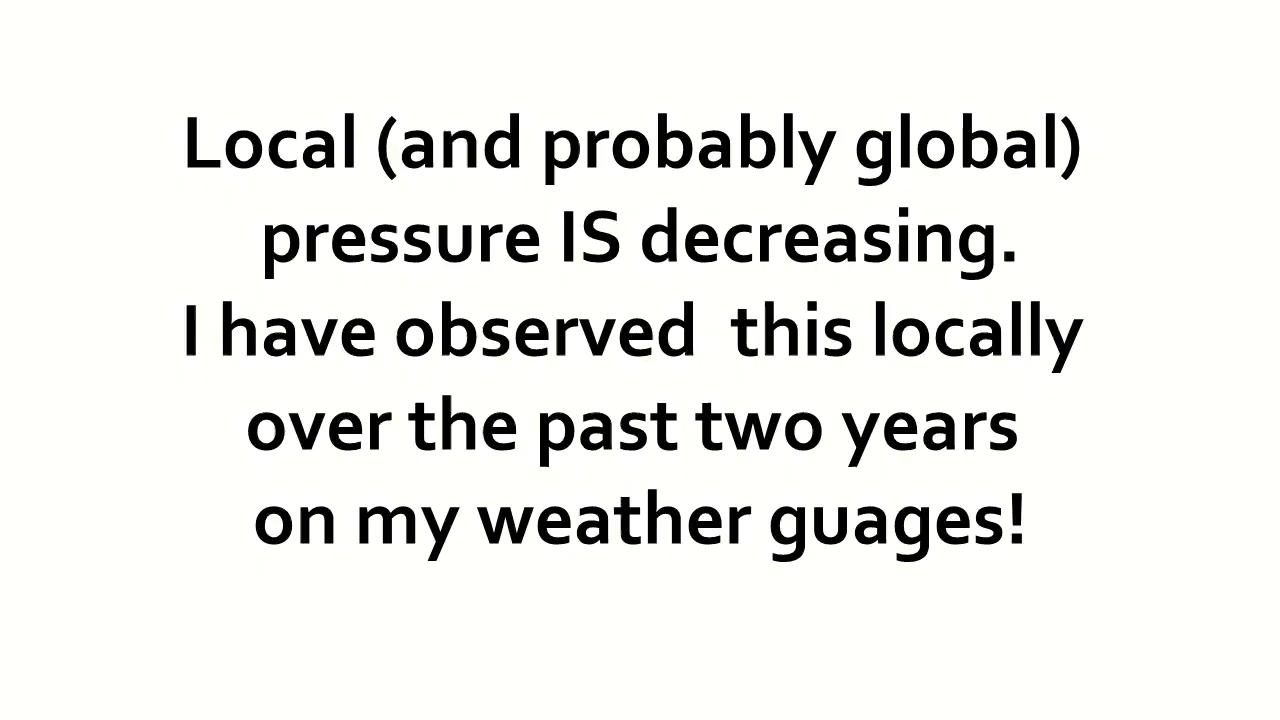 Local (and probably global)
pressure IS decreasing.
I have observed  this locally
over the past two years
on my weather guages!